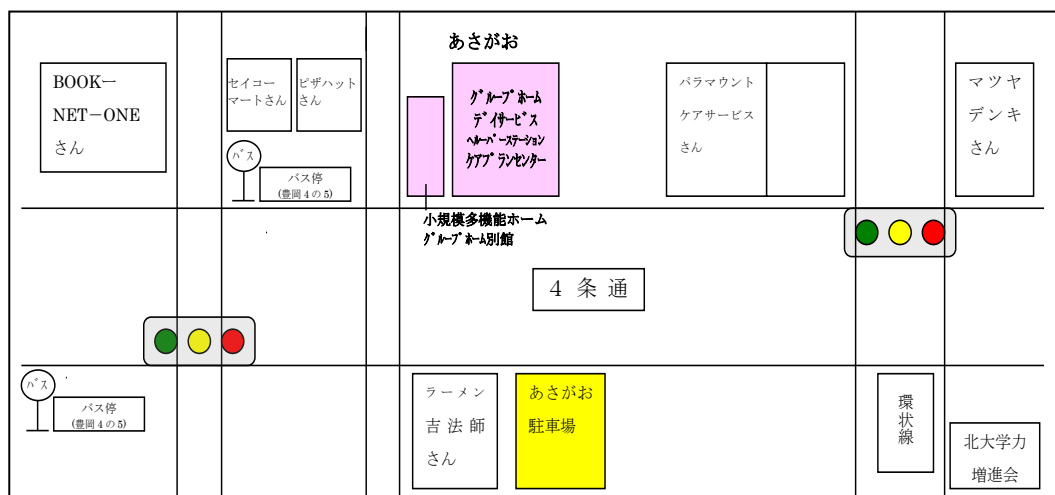 あさがお
BOOKー
NET－ONE
さん
セイコー
マートさん
ピザハット
さん
グループホーム
デイサービス
ヘルーパーステーション
ケアプランセンター
パラマウント
ケアサービス
さん
マツヤ
デンキ
さん
バス
バス停
(豊岡4の5)
小規模多機能ホーム
グループホーム別館
４条通
バス
バス停
(豊岡4の5)
ラーメン
吉法師
さん
あさがお
駐車場
環状線
北大学力
増進会